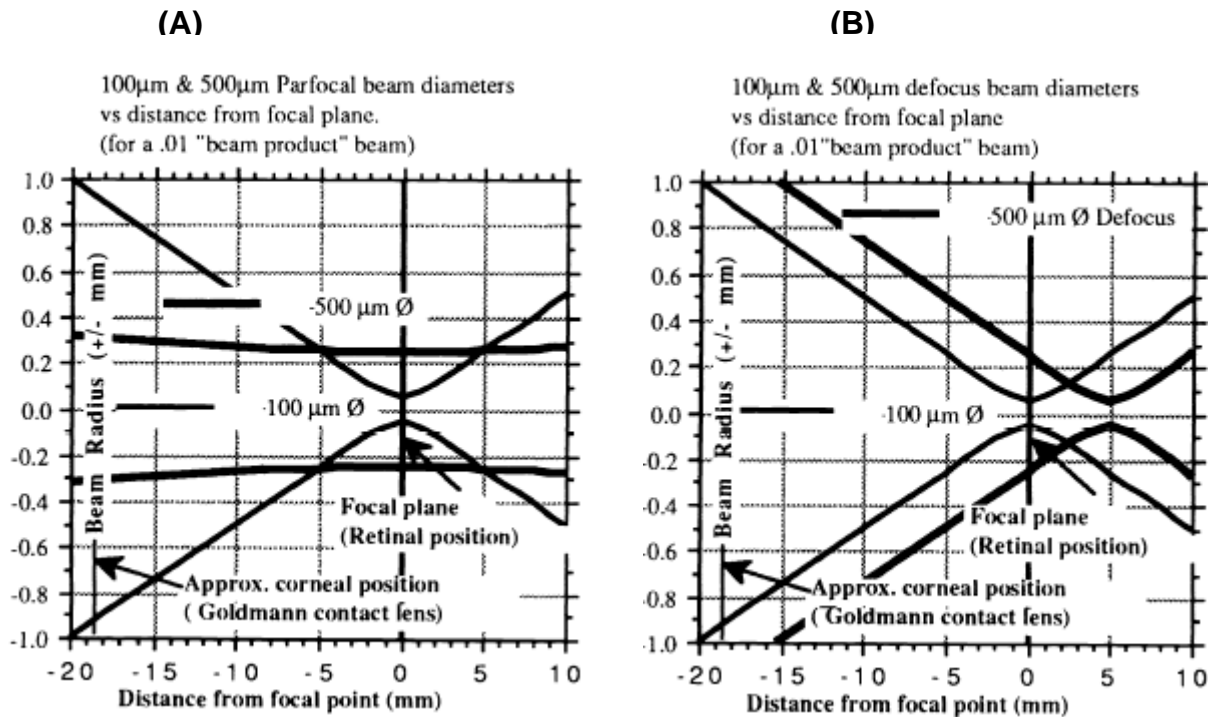 (A)
100µm & 500µm Parfocal beam diameters
vs distance from focal plane.
(for a .01 "beam product" beam)
1.0
0.8
0.6
0.4
0.2
0.0
-0.2
-0.4
-0.6
-0.8
-1.0
Beam Radius (+/- mm)
-500 µm Ø
-100 µm Ø
Focal plane
(Retinal position)
Approx. corneal position
( Goldmann contact lens)
-20 -15 -10 -5 0 5 10
Distance from focal point (mm)
(B)
100µm & 500µm defocus beam diameters
vs distance from focal plane
(for a .01"beam product" beam)
1.0
0.8
0.6
0.4
0.2
0.0
-0.2
-0.4
-0.6
-0.8
-1.0
Beam Radius (+/- mm)
-500 µm Ø Defocus
-100 µm Ø
Focal plane
(Retinal position)
Approx. corneal position
( Goldmann contact lens)
-20 -15 -10 -5 0 5 10
Distance from focal point (mm)